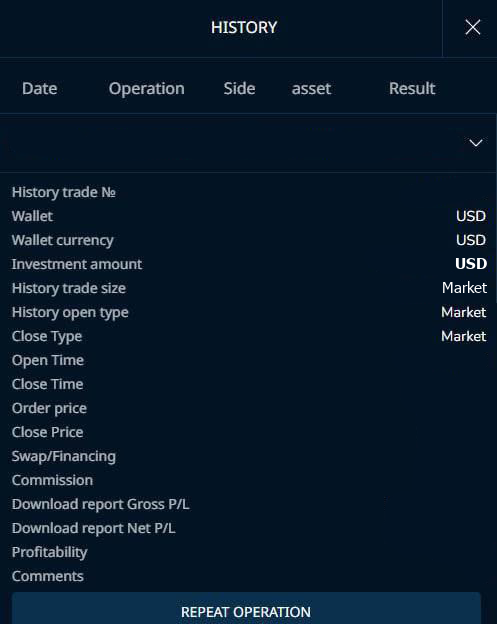 HISTORY
Date Operation Side asset Result
History trade №
Wallet USD
Wallet currency USD
Investment amount USD
History trade size Market
History open type Market
Close Type Market
Open Time
Close Time
Order price
Close Price
Swap/Financing
Commission
Download report Gross P/L
Download report Net P/L
Profitability
Comments
REPEAT OPERATION